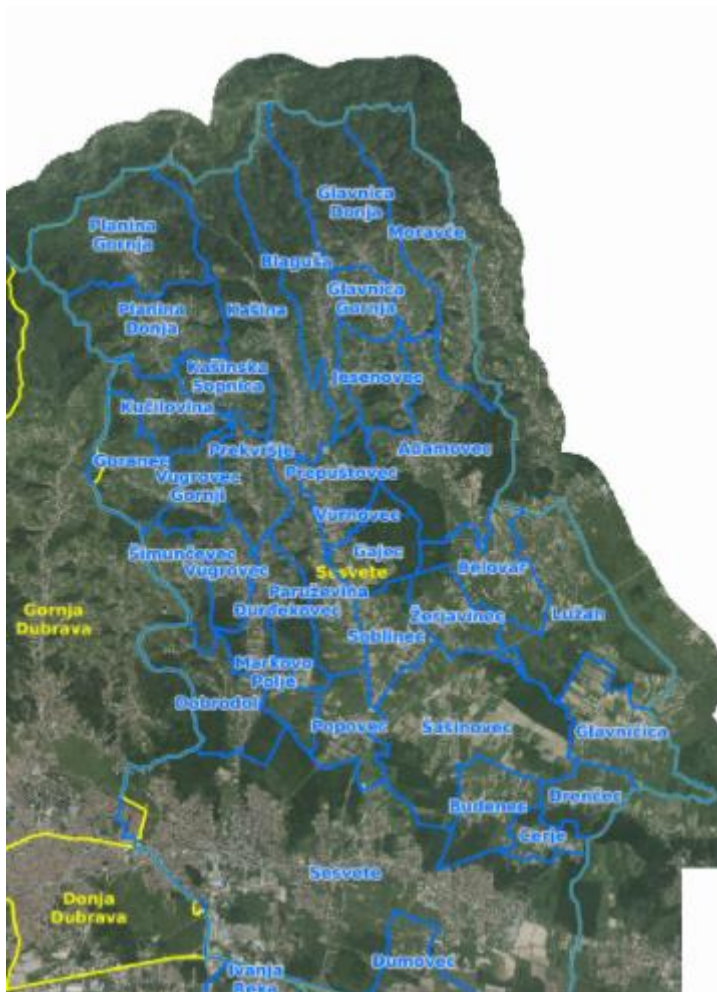 Glavnica
Donja
Planina
Gornja
Moravče
Blaguša
Glavnica
Gornja
Kašina
Planina
Donja
Kašinska
Sopnica
Jesenovec
Kučilovina
Prekvršje
Adamovec
Goranec
Prepuštovec
Vugrovec
Gornji
Vurnovec
Šimunčevec
Gajec
Vugrovec
Sesvete
Belovar
Paruževina
Đurđekovec
Gornja
Dubrava
Žerjavinec
Lužan
Soblinec
Markovo
Polje
Dobrodol
Popovec
Šašinovec
Glavničica
Budenec
Drenčec
Cerje
Sesvete
Donja
Dubrava
Dumovec
Ivanja
Reka